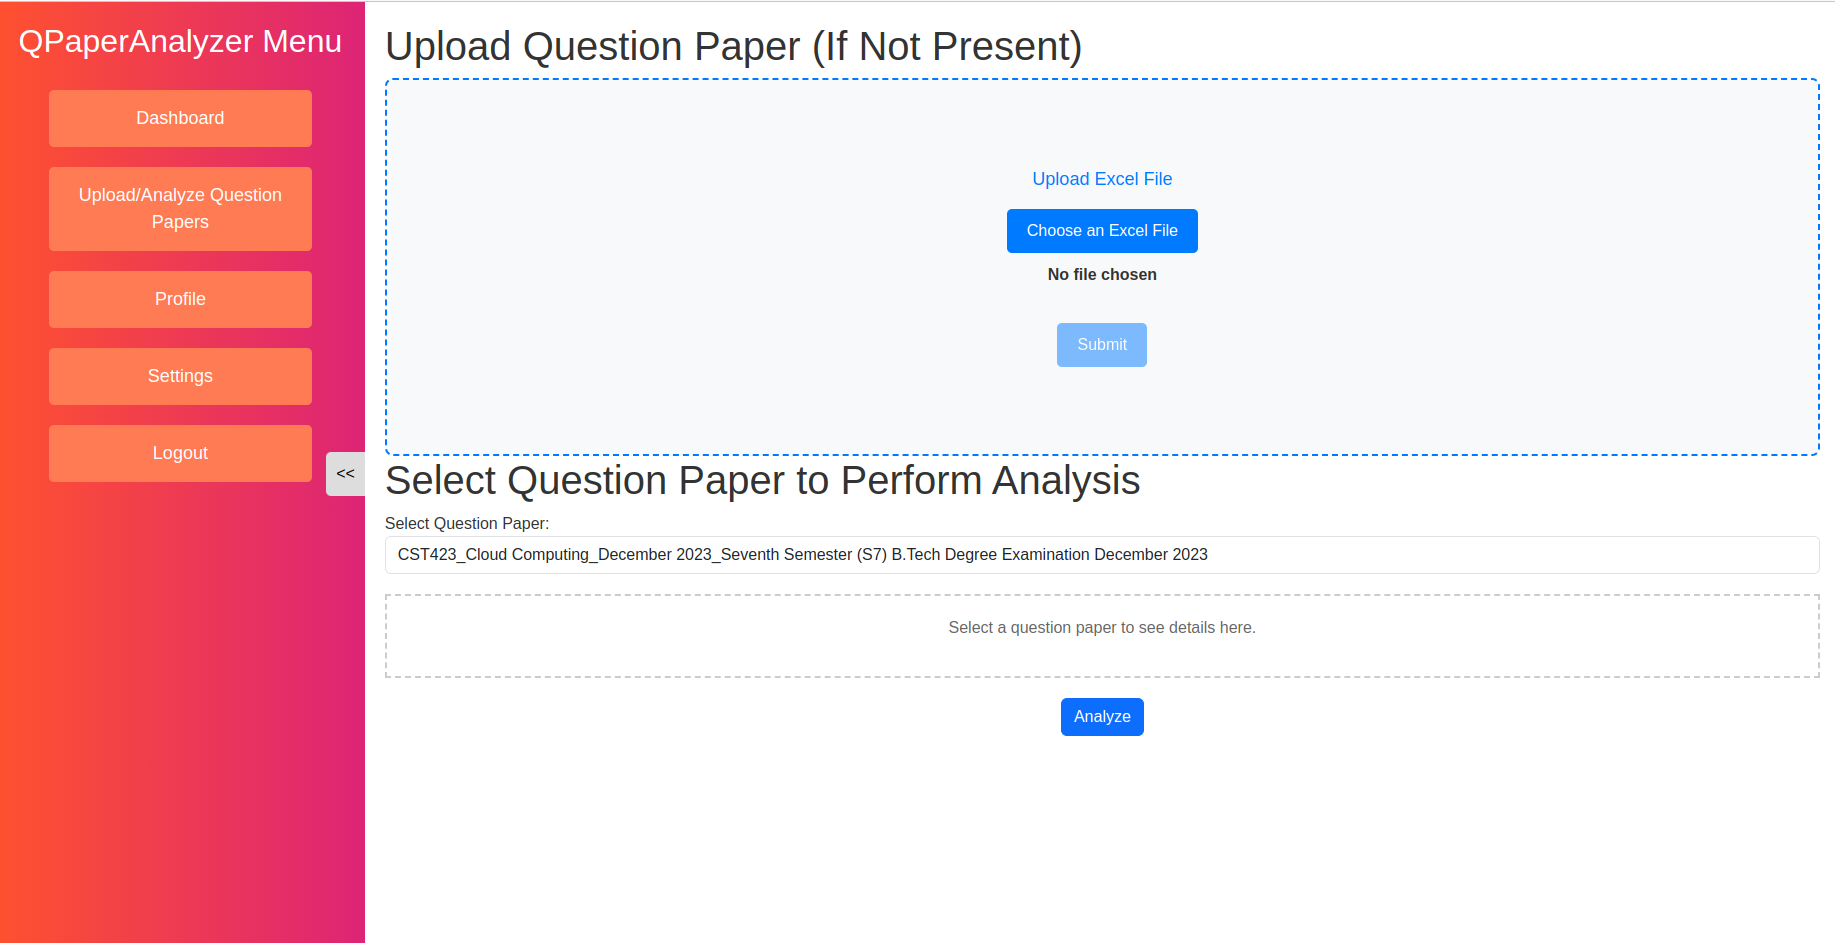 QPaperAnalyzer Menu
Dashboard
Upload/Analyze Question
Papers
Profile
Settings
Logout
<<
Upload Question Paper (If Not Present)
Upload Excel File
Choose an Excel File
No file chosen
Submit
Select Question Paper to Perform Analysis
Select Question Paper:
CST423_Cloud Computing_December 2023_Seventh Semester (S7) B.Tech Degree Examination December 2023
Select a question paper to see details here.
Analyze